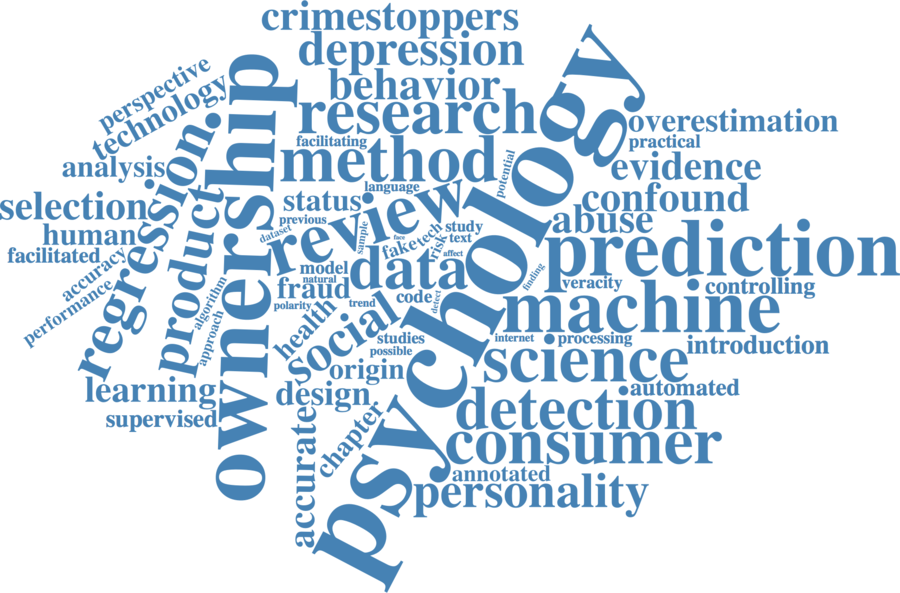 crimestoppers
depression
behavior
research
facilitating
method
perspective
technology
analysis
ownership
psychology
overestimation
practical
evidence
confound
abuse
prediction
potential
language
status
previous
dataset
review
sample
face
fake
tech
study
text
risk
affect
selection
human
facilitated
accuracy
performance
regression
product
algorithm
approach
model
natural
fraud
polarity
data
trend
code
detect
finding
veracity
controlling
machine
internet
processing
introduction
health
social
studies
possible
origin
design
science
automated
learning
supervised
detection
consumer
accurate
chapter
annotated
personality